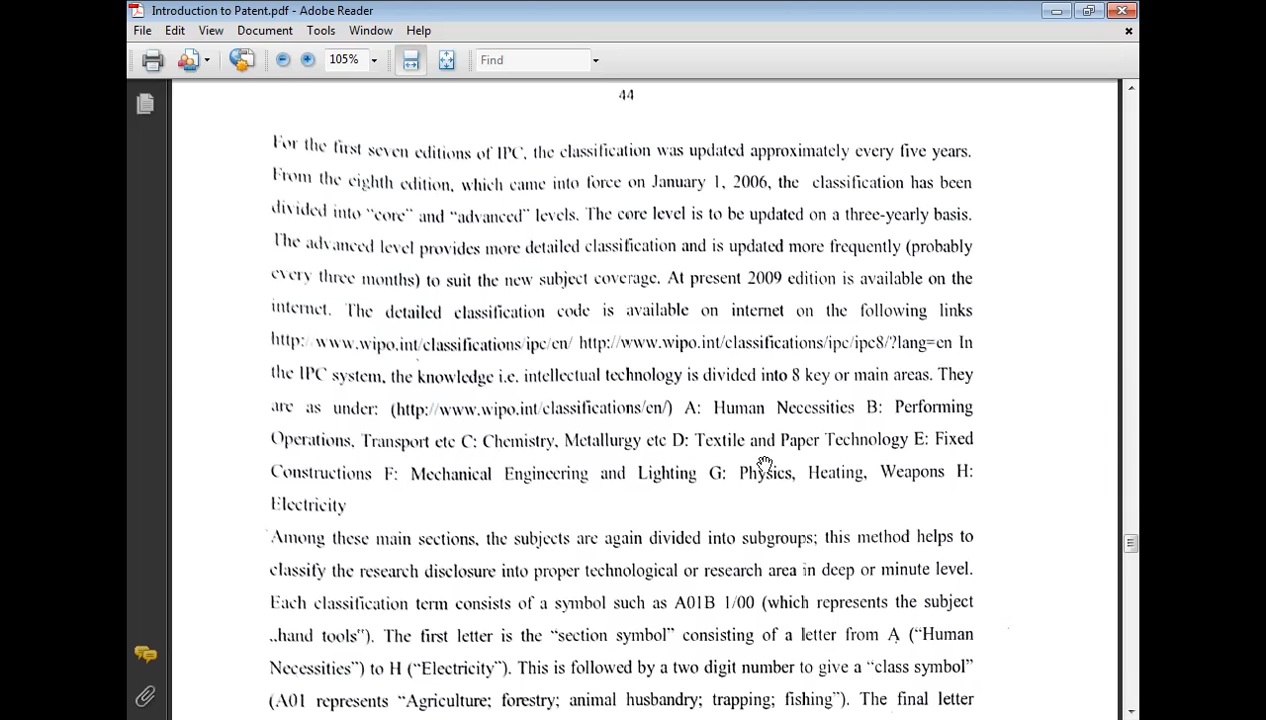 Introduction to Patent.pdf - Adobe Reader
File Edit View Document Tools Window Help
105% Find
44
For the first seven editions of IPC, the classification was updated approximately every five years.
From the eighth edition, which came into force on January 1, 2006, the classification has been
divided into "core" and "advanced" levels. The core level is to be updated on a three-yearly basis.
The advanced level provides more detailed classification and is updated more frequently (probably
every three months) to suit the new subject coverage. At present 2009 edition is available on the
internet. The detailed classification code is available on internet on the following links
http://www.wipo.int/classifications/ipc/en/ http://www.wipo.int/classifications/ipc/ipc8/?lang=en In
the IPC system, the knowledge i.e. intellectual technology is divided into 8 key or main areas. They
are as under: (http://www.wipo.int/classifications/en/) A: Human Necessities B: Performing
Operations, Transport etc C: Chemistry, Metallurgy etc D: Textile and Paper Technology E: Fixed
Constructions F: Mechanical Engineering and Lighting G: Physics, Heating, Weapons H:
Electricity
Among these main sections, the subjects are again divided into subgroups; this method helps to
classify the research disclosure into proper technological or research area in deep or minute level.
Each classification term consists of a symbol such as A01B 1/00 (which represents the subject
„hand tools"). The first letter is the "section symbol" consisting of a letter from A ("Human
Necessities") to H ("Electricity"). This is followed by a two digit number to give a "class symbol"
(A01 represents "Agriculture; forestry; animal husbandry; trapping; fishing"). The final letter